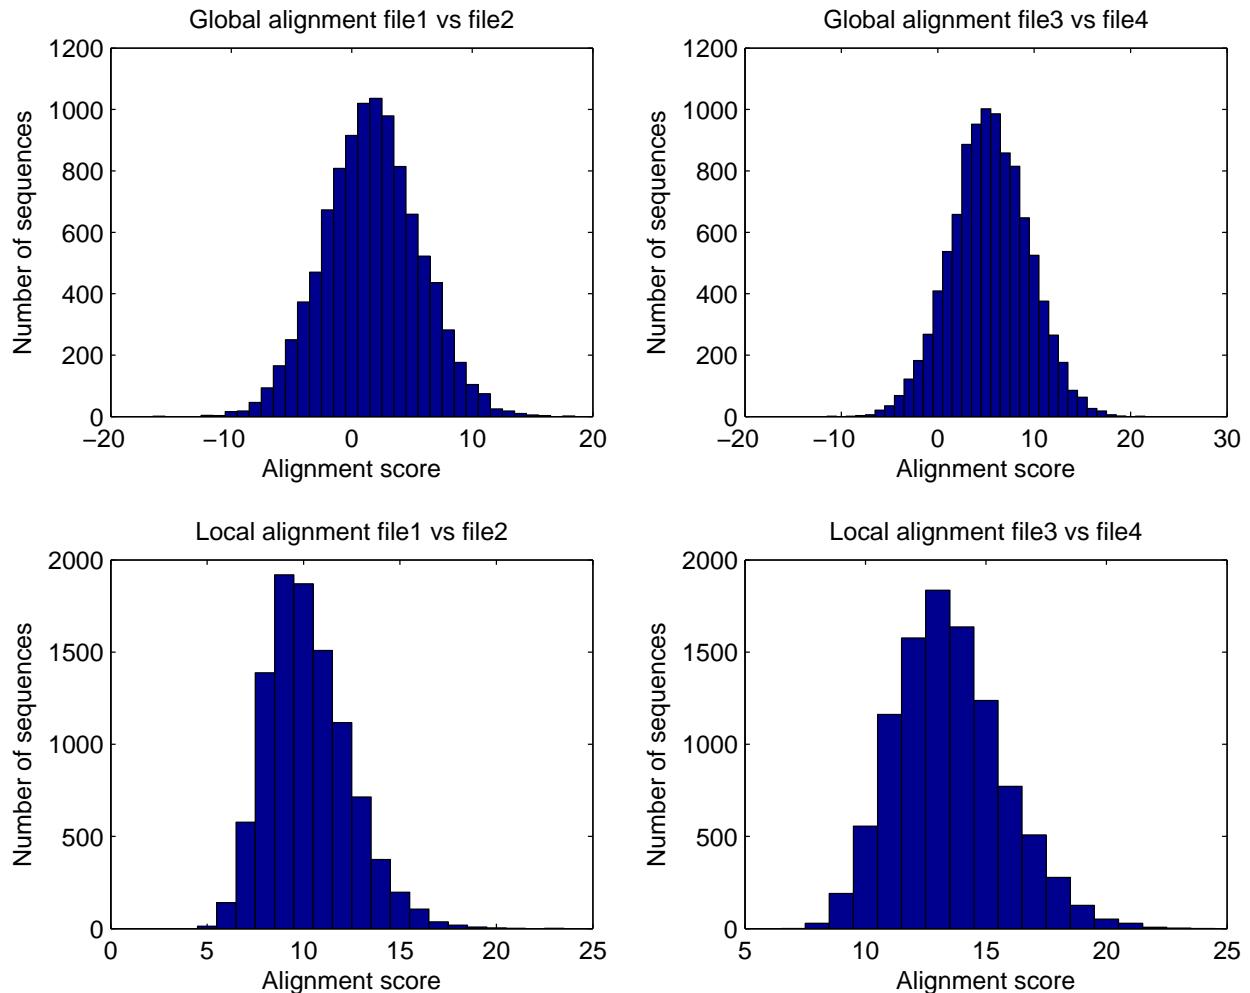 Global alignment file1 vs file2
1200
1000
800
600
400
200
0
Number of sequences
−20 −10 0 10 20
Alignment score
Global alignment file3 vs file4
1200
1000
800
600
400
200
0
Number of sequences
−20 −10 0 10 20 30
Alignment score
Local alignment file1 vs file2
2000
1500
1000
500
0
Number of sequences
0 5 10 15 20 25
Alignment score
Local alignment file3 vs file4
2000
1500
1000
500
0
Number of sequences
5 10 15 20 25
Alignment score